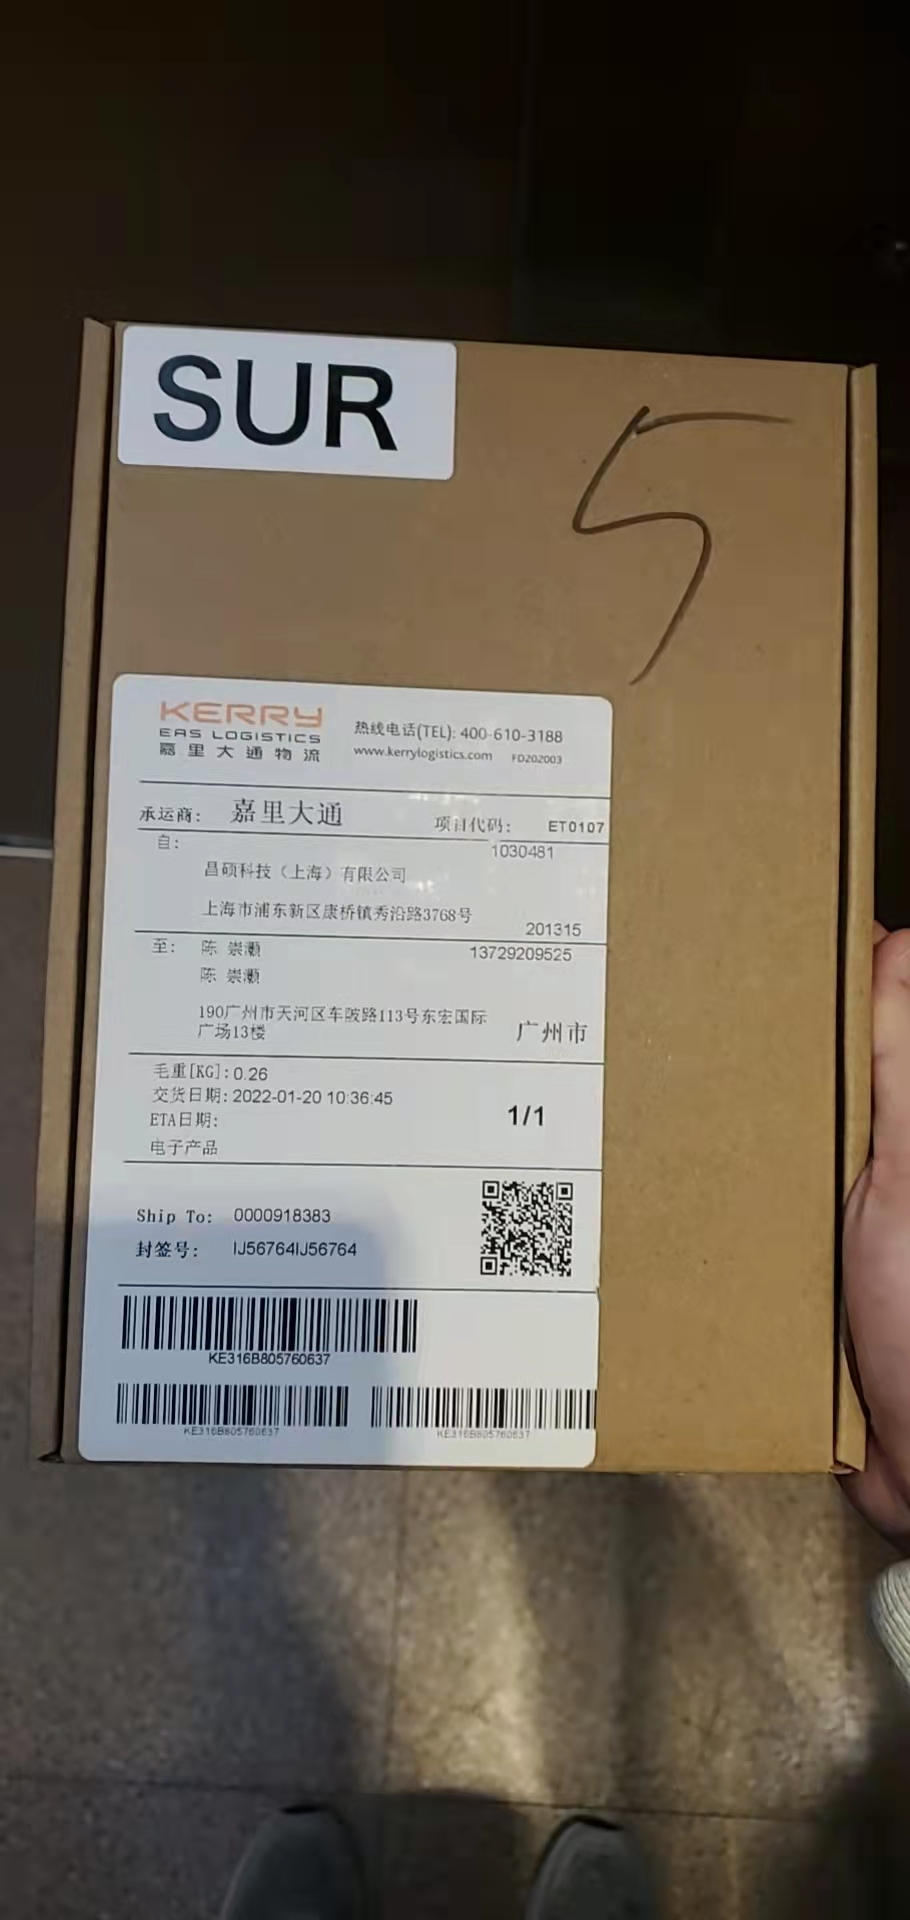 SUR
5
KERRY
EAS LOGISTICS
嘉里大通物流
热线电话(TEL): 400-610-3188
www.kerrylogistics.com FD202003
承运商: 嘉里大通 项目代码: ET0107
自: 1030481
昌硕科技（上海）有限公司
上海市浦东新区康桥镇秀沿路3768号
201315
至: 陈 崇灏 13729209525
陈 崇灏
190广州市天河区车陂路113号东宏国际
广场13楼 广州市
毛重[KG]: 0.26
交货日期: 2022-01-20 10:36:45
ETA日期: 1/1
电子产品
Ship To: 0000918383
封签号: IJ56764IJ56764
KE316B805760637
KE316B805760637 KE316B805760637